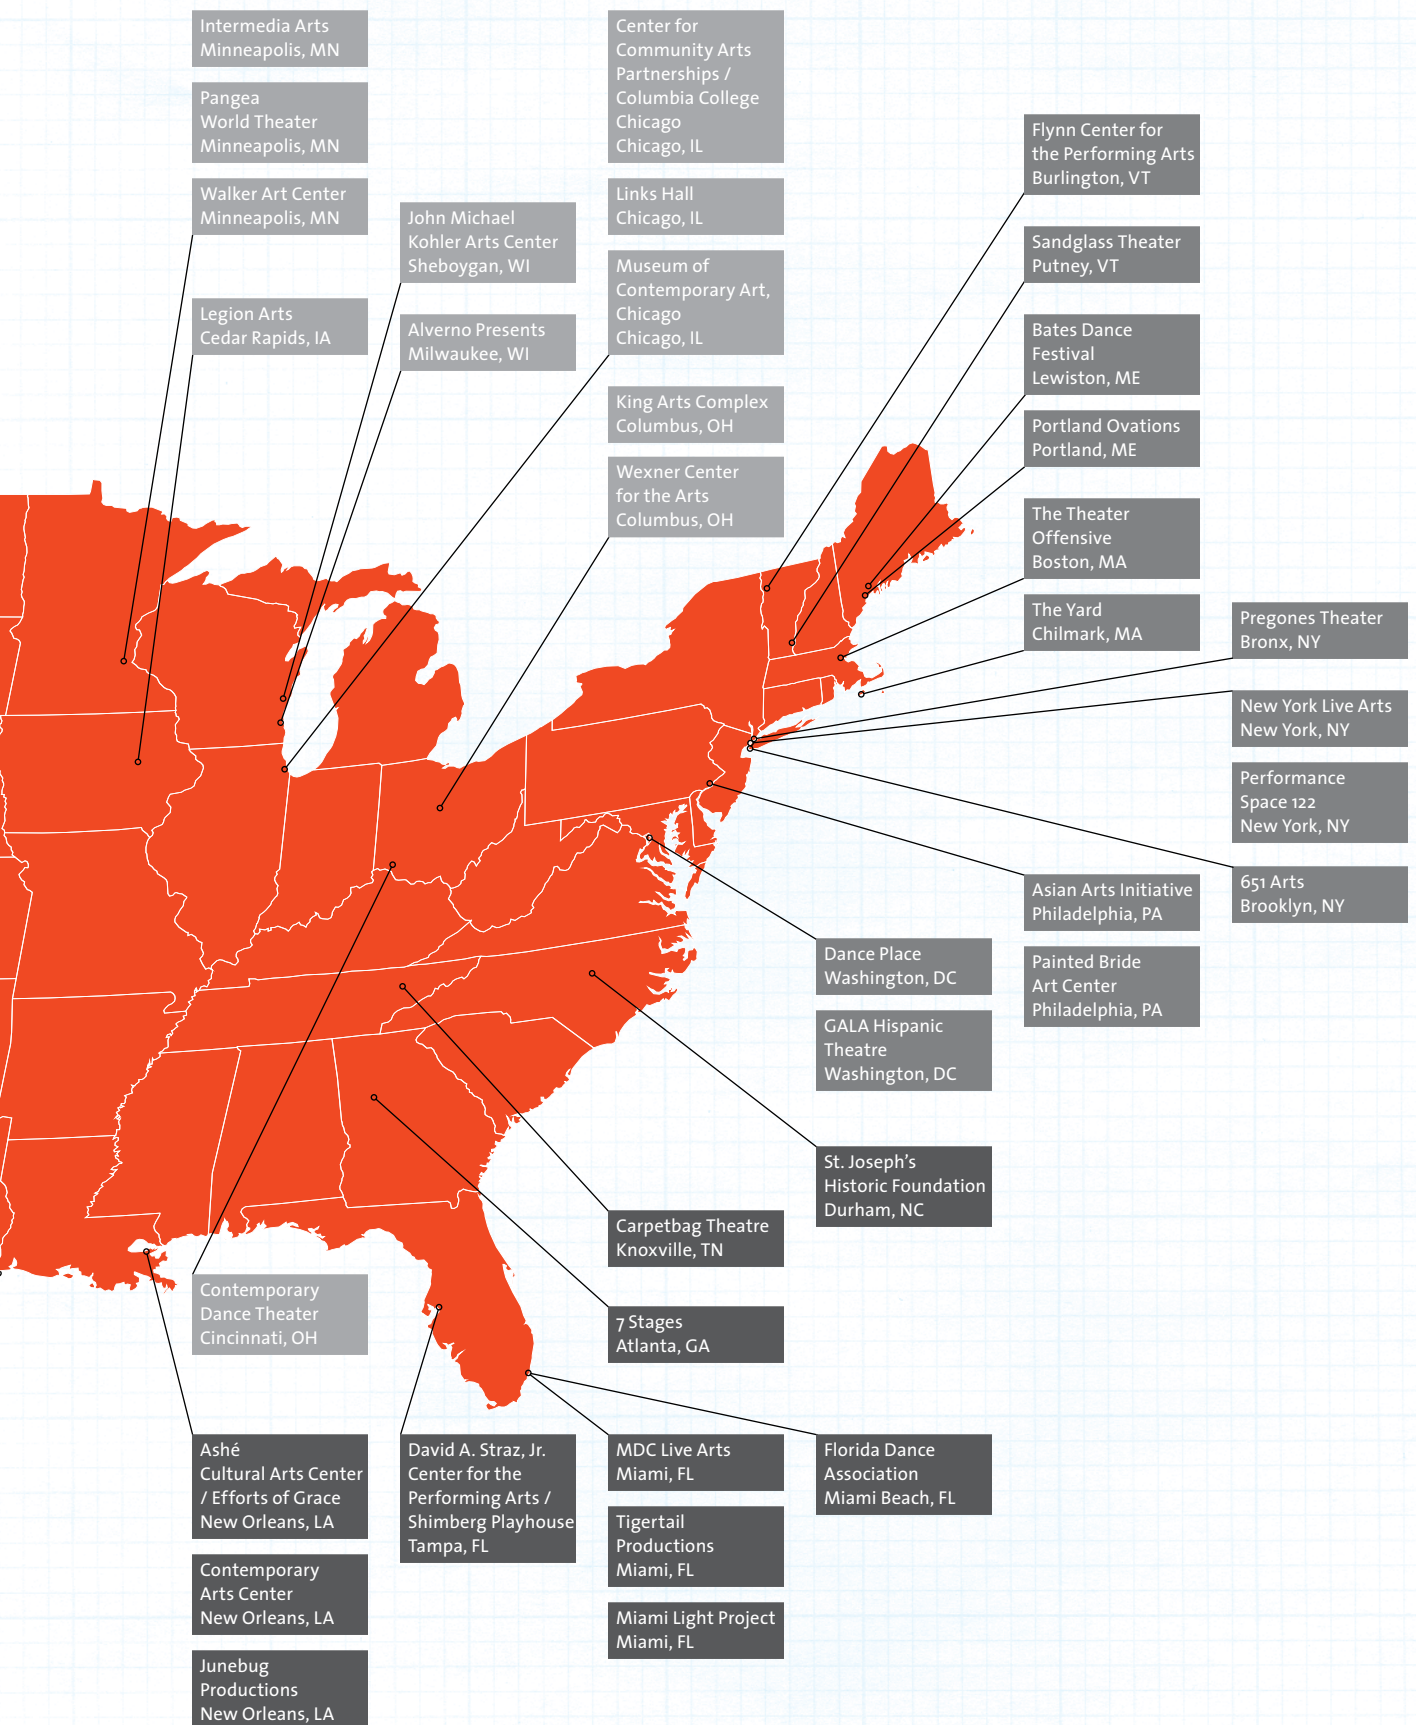 Intermedia Arts
Minneapolis, MN
Pangea
World Theater
Minneapolis, MN
Walker Art Center
Minneapolis, MN
Legion Arts
Cedar Rapids, IA
John Michael
Kohler Arts Center
Sheboygan, WI
Alverno Presents
Milwaukee, WI
Center for
Community Arts
Partnerships /
Columbia College
Chicago
Chicago, IL
Links Hall
Chicago, IL
Museum of
Contemporary Art,
Chicago
Chicago, IL
King Arts Complex
Columbus, OH
Wexner Center
for the Arts
Columbus, OH
Flynn Center for
the Performing Arts
Burlington, VT
Sandglass Theater
Putney, VT
Bates Dance
Festival
Lewiston, ME
Portland Ovations
Portland, ME
The Theater
Offensive
Boston, MA
The Yard
Chilmark, MA
Pregones Theater
Bronx, NY
New York Live Arts
New York, NY
Performance
Space 122
New York, NY
651 Arts
Brooklyn, NY
Asian Arts Initiative
Philadelphia, PA
Painted Bride
Art Center
Philadelphia, PA
Dance Place
Washington, DC
GALA Hispanic
Theatre
Washington, DC
St. Joseph’s
Historic Foundation
Durham, NC
Carpetbag Theatre
Knoxville, TN
7 Stages
Atlanta, GA
Contemporary
Dance Theater
Cincinnati, OH
Ashé
Cultural Arts Center
/ Efforts of Grace
New Orleans, LA
Contemporary
Arts Center
New Orleans, LA
Junebug
Productions
New Orleans, LA
David A. Straz, Jr.
Center for the
Performing Arts /
Shimberg Playhouse
Tampa, FL
MDC Live Arts
Miami, FL
Tigertail
Productions
Miami, FL
Miami Light Project
Miami, FL
Florida Dance
Association
Miami Beach, FL